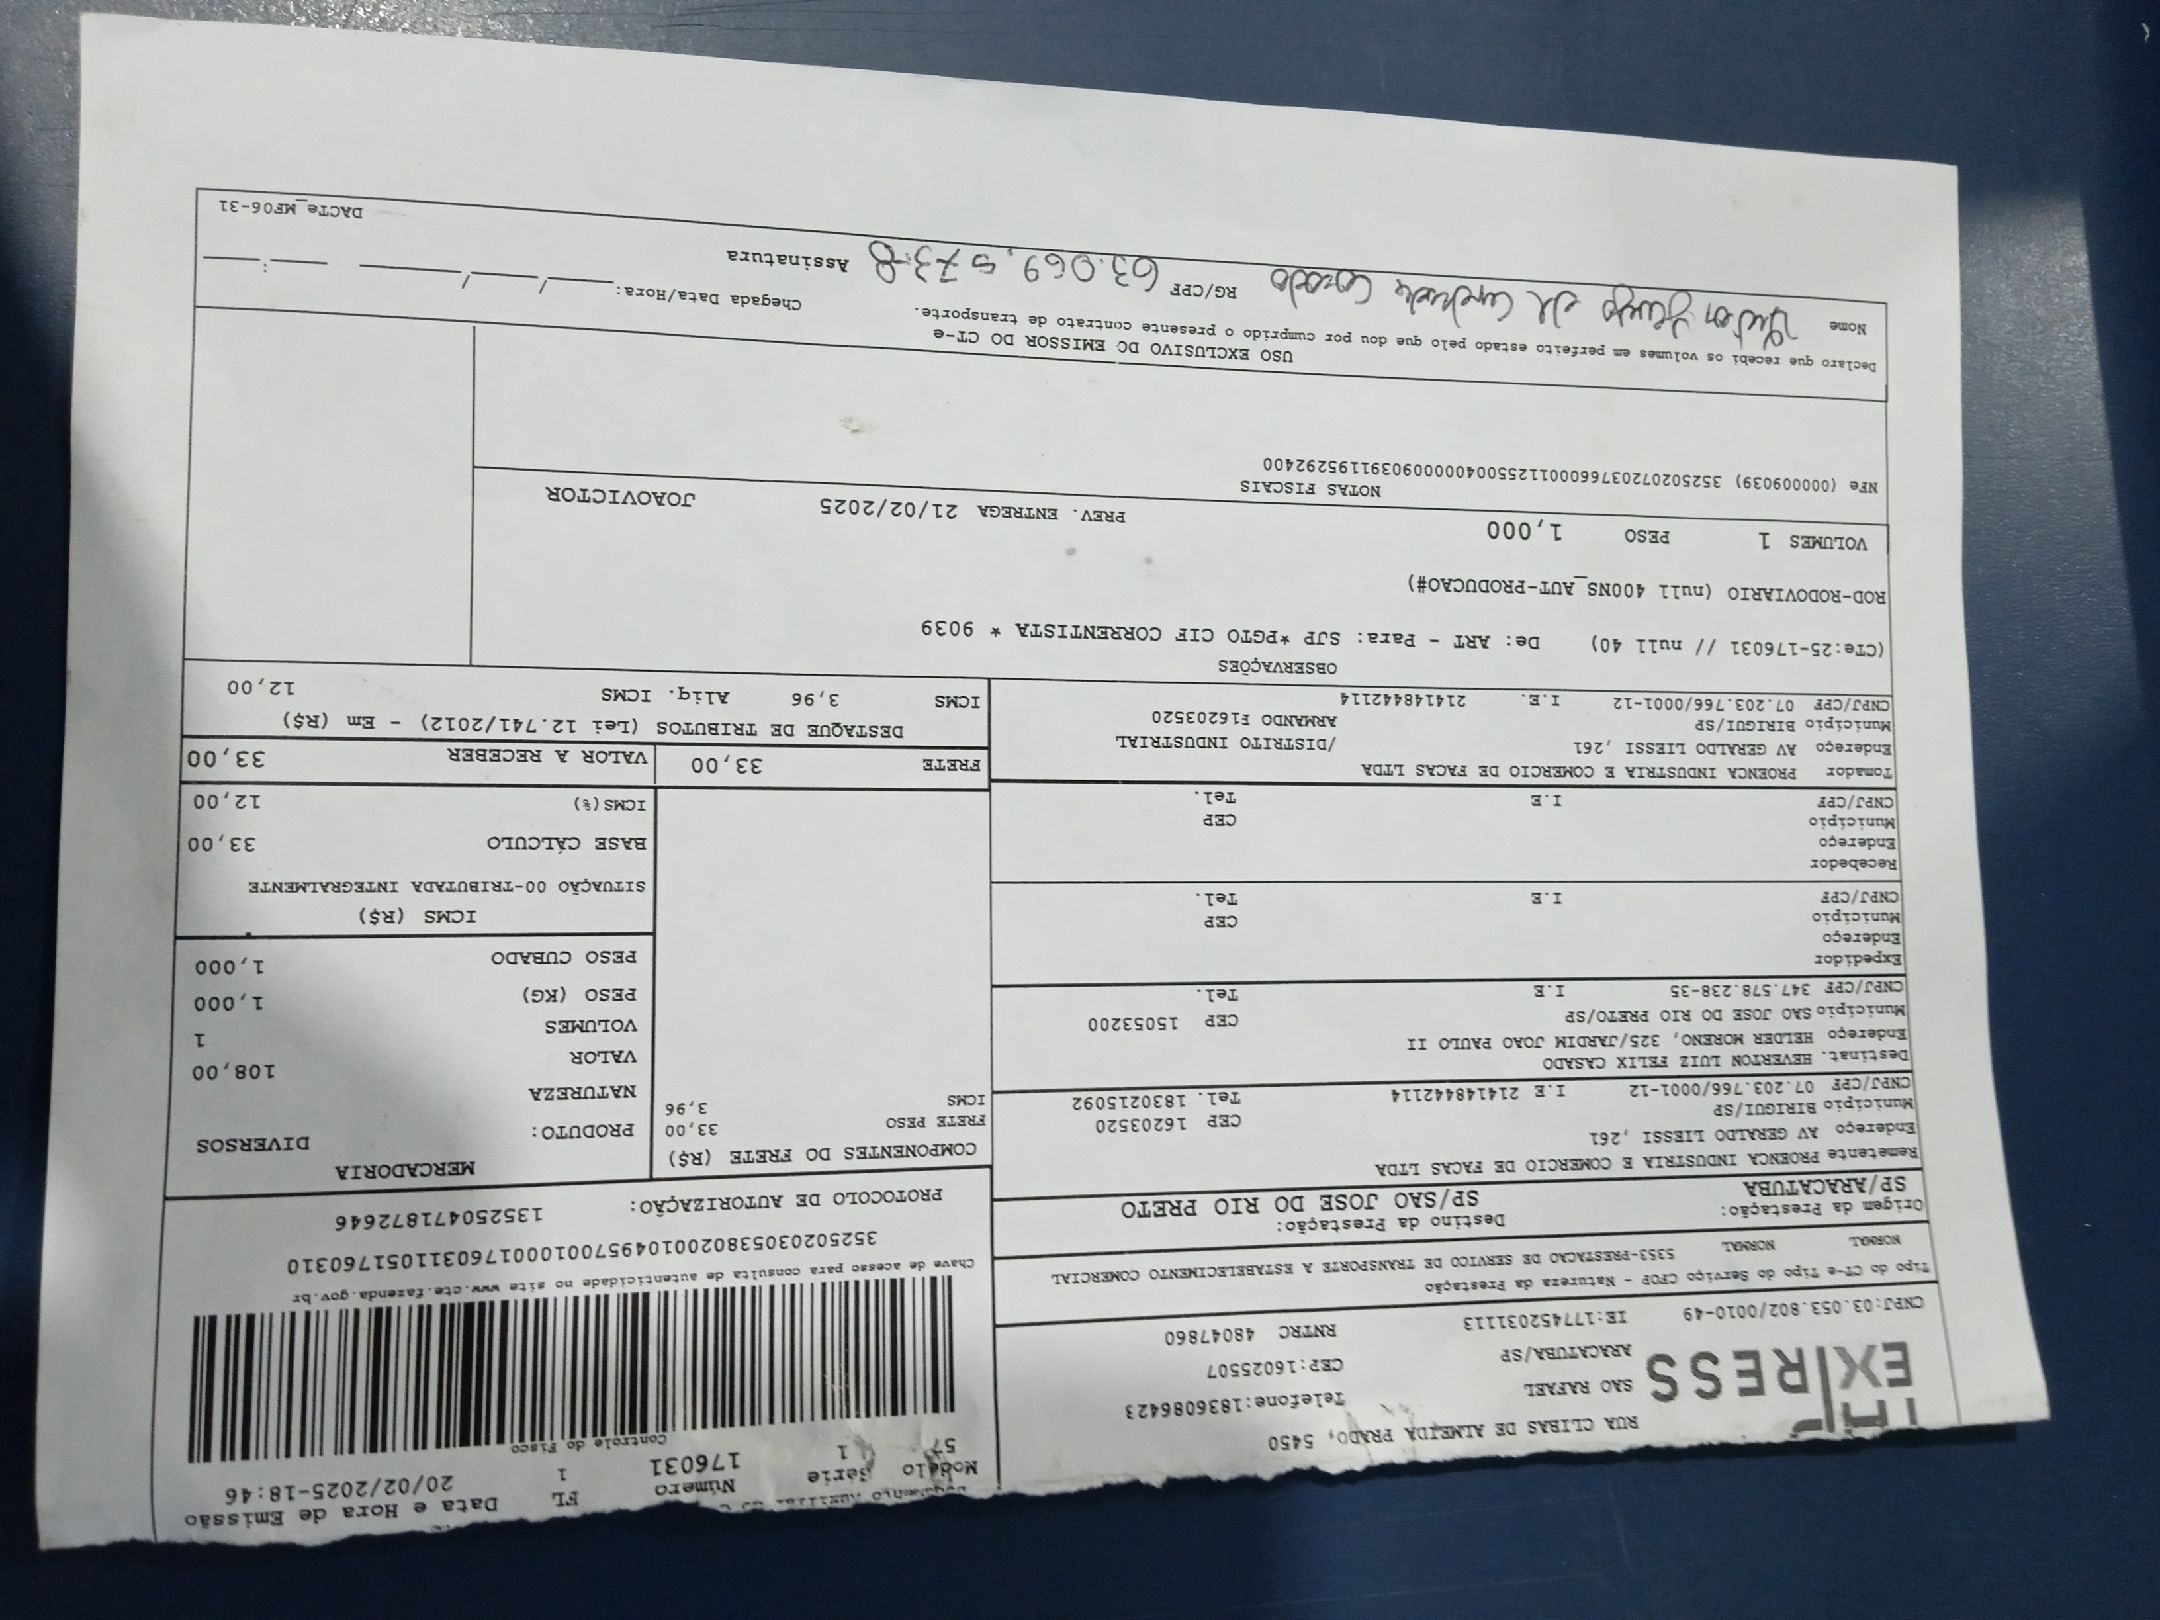 EXPRESS
RUA CLIBAS DE ALMEIDA PRADO, 5450
SAO RAFAEL Telefone:1836086423
ARACATUBA/SP CEP:16025507
CNPJ:03.053.802/0010-49 IE:177452031113 RNTRC 48047860
Modelo Série Número FL Data e Hora de Emissão
57 1 176031 1 20/02/2025-18:46
Controle do Fisco
Chave de acesso para consulta de autenticidade no site www.cte.fazenda.gov.br
35250203053802001049570010001760311051760310
PROTOCOLO DE AUTORIZAÇÃO: 135250471872646
Tipo do CT-e Tipo do Serviço CFOP - Natureza da Prestação
NORMAL NORMAL 5353-PRESTACAO DE SERVICO DE TRANSPORTE A ESTABELECIMENTO COMERCIAL
Origem da Prestação: Destino da Prestação:
SP/ARACATUBA SP/SAO JOSE DO RIO PRETO
Remetente PROENCA INDUSTRIA E COMERCIO DE FACAS LTDA
Endereço AV GERALDO LIESSI ,261
Município BIRIGUI/SP CEP 16203520
CNPJ/CPF 07.203.766/0001-12 I.E 214148442114 Tel. 1830215092
Destinat. HEVERTON LUIZ FELIX CASADO
Endereço HELDER MORENO, 325/JARDIM JOAO PAULO II
Município SAO JOSE DO RIO PRETO/SP CEP 15053200
CNPJ/CPF 347.578.238-35 I.E Tel.
Expedidor
Endereço
Município CEP
CNPJ/CPF I.E Tel.
Recebedor
Endereço
Município CEP
CNPJ/CPF I.E Tel.
Tomador PROENCA INDUSTRIA E COMERCIO DE FACAS LTDA
Endereço AV GERALDO LIESSI ,261 /DISTRITO INDUSTRIAL
Município BIRIGUI/SP ARMANDO F16203520
CNPJ/CPF 07.203.766/0001-12 I.E. 214148442114
COMPONENTES DO FRETE (R$)
FRETE PESO 33,00
ICMS 3,96
MERCADORIA
PRODUTO: DIVERSOS
NATUREZA
VALOR 108,00
VOLUMES 1
PESO (KG) 1,000
PESO CUBADO 1,000
ICMS (R$)
SITUAÇÃO 00-TRIBUTADA INTEGRALMENTE
BASE CÁLCULO 33,00
ICMS(%) 12,00
FRETE 33,00 VALOR A RECEBER 33,00
DESTAQUE DE TRIBUTOS (Lei 12.741/2012) - Em (R$)
ICMS 3,96 Aliq. ICMS 12,00
OBSERVAÇÕES
(CTe:25-176031 // null 40) De: ART - Para: SJP *PGTO CIF CORRENTISTA * 9039
ROD-RODOVIARIO (null 400NS_AUT-PRODUCAO#)
VOLUMES 1 PESO 1,000 PREV. ENTREGA 21/02/2025 JOAOVICTOR
NOTAS FISCAIS
NFe (000009039) 35250207203766000112550040000090391195292400
USO EXCLUSIVO DO EMISSOR DO CT-e
Declaro que recebi os volumes em perfeito estado pelo que dou por cumprido o presente contrato de transporte.
Chegada Data/Hora: ____/____/____ ____:____
Nome RG/CPF 63.069.573-8 Assinatura
DACTe_MF06-31